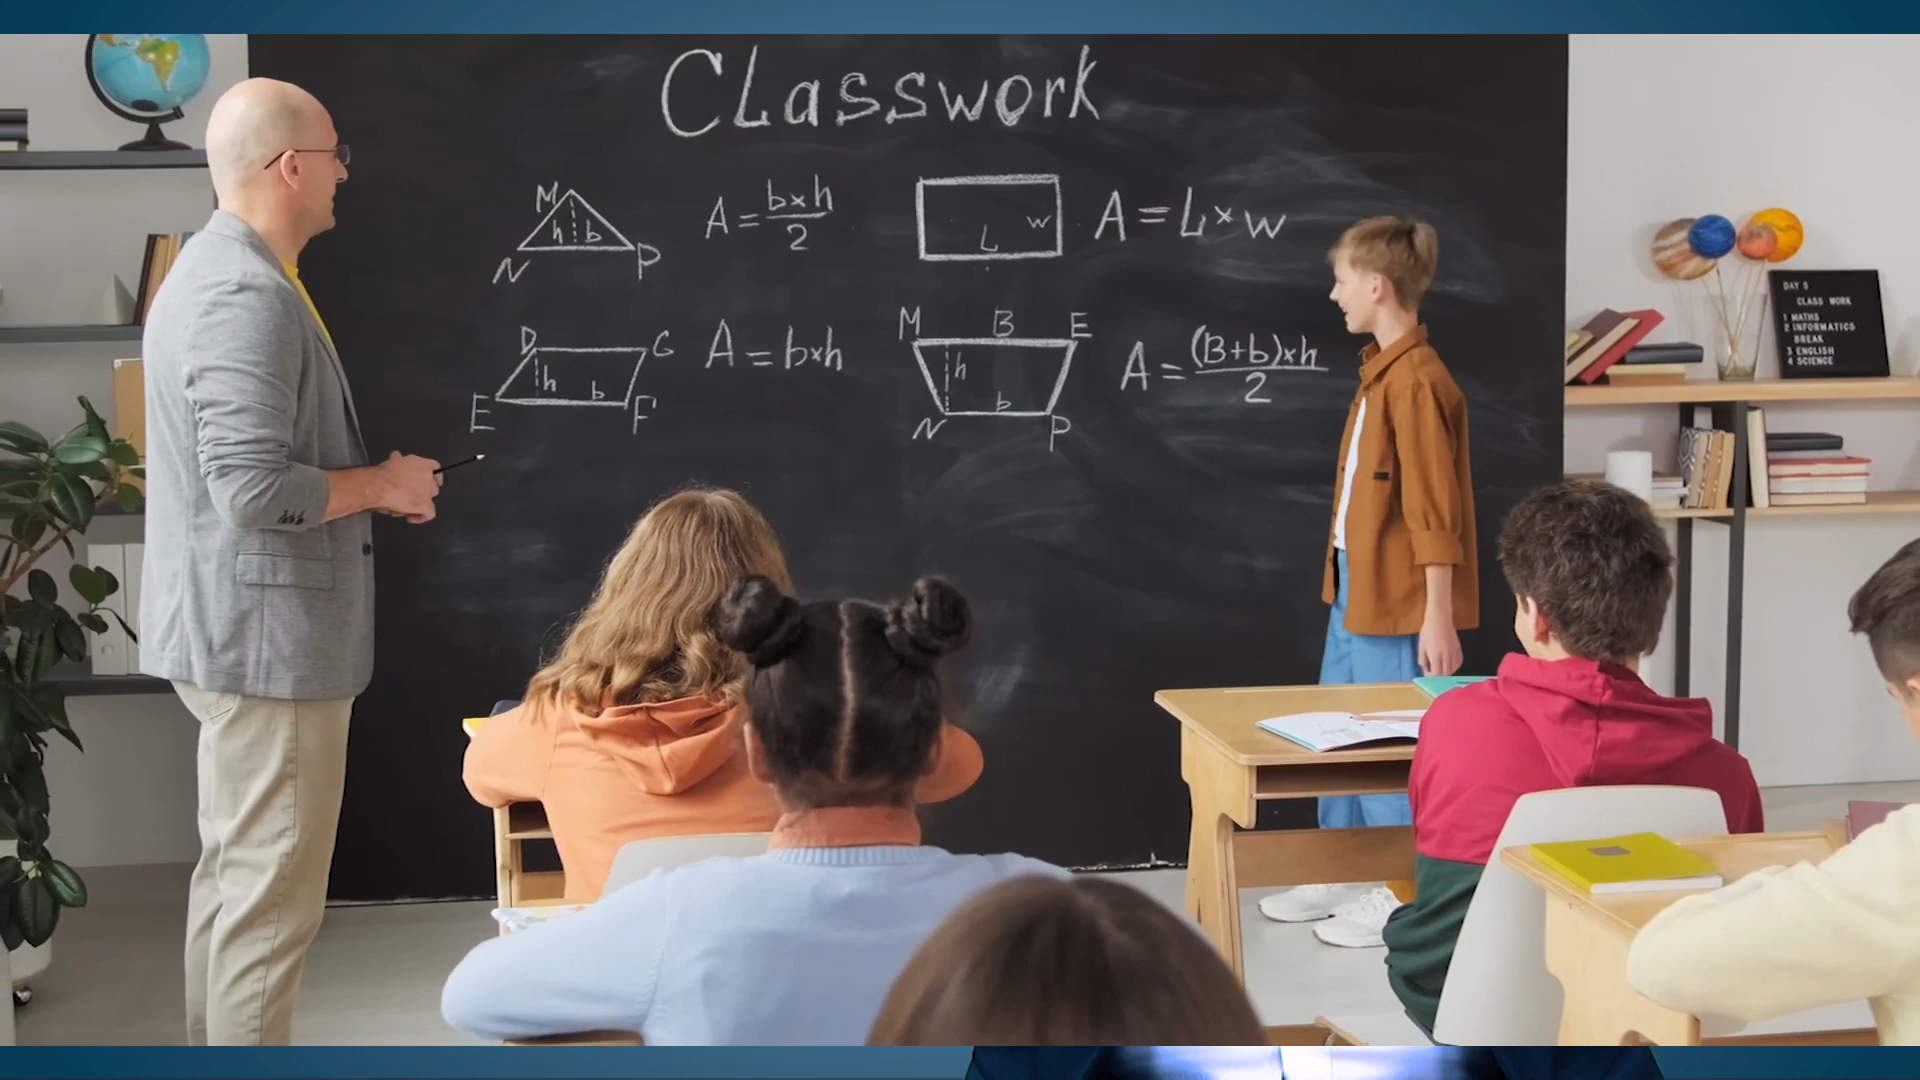 Classwork
M
h b
N P
A = b×h / 2
w
L
A = L×w
D G
h b
E F
A = b×h
M B E
h
b
N P
A = (B+b)×h / 2
DAY 5
CLASS WORK
1 MATHS
2 INFORMATICS
BREAK
3 ENGLISH
4 SCIENCE